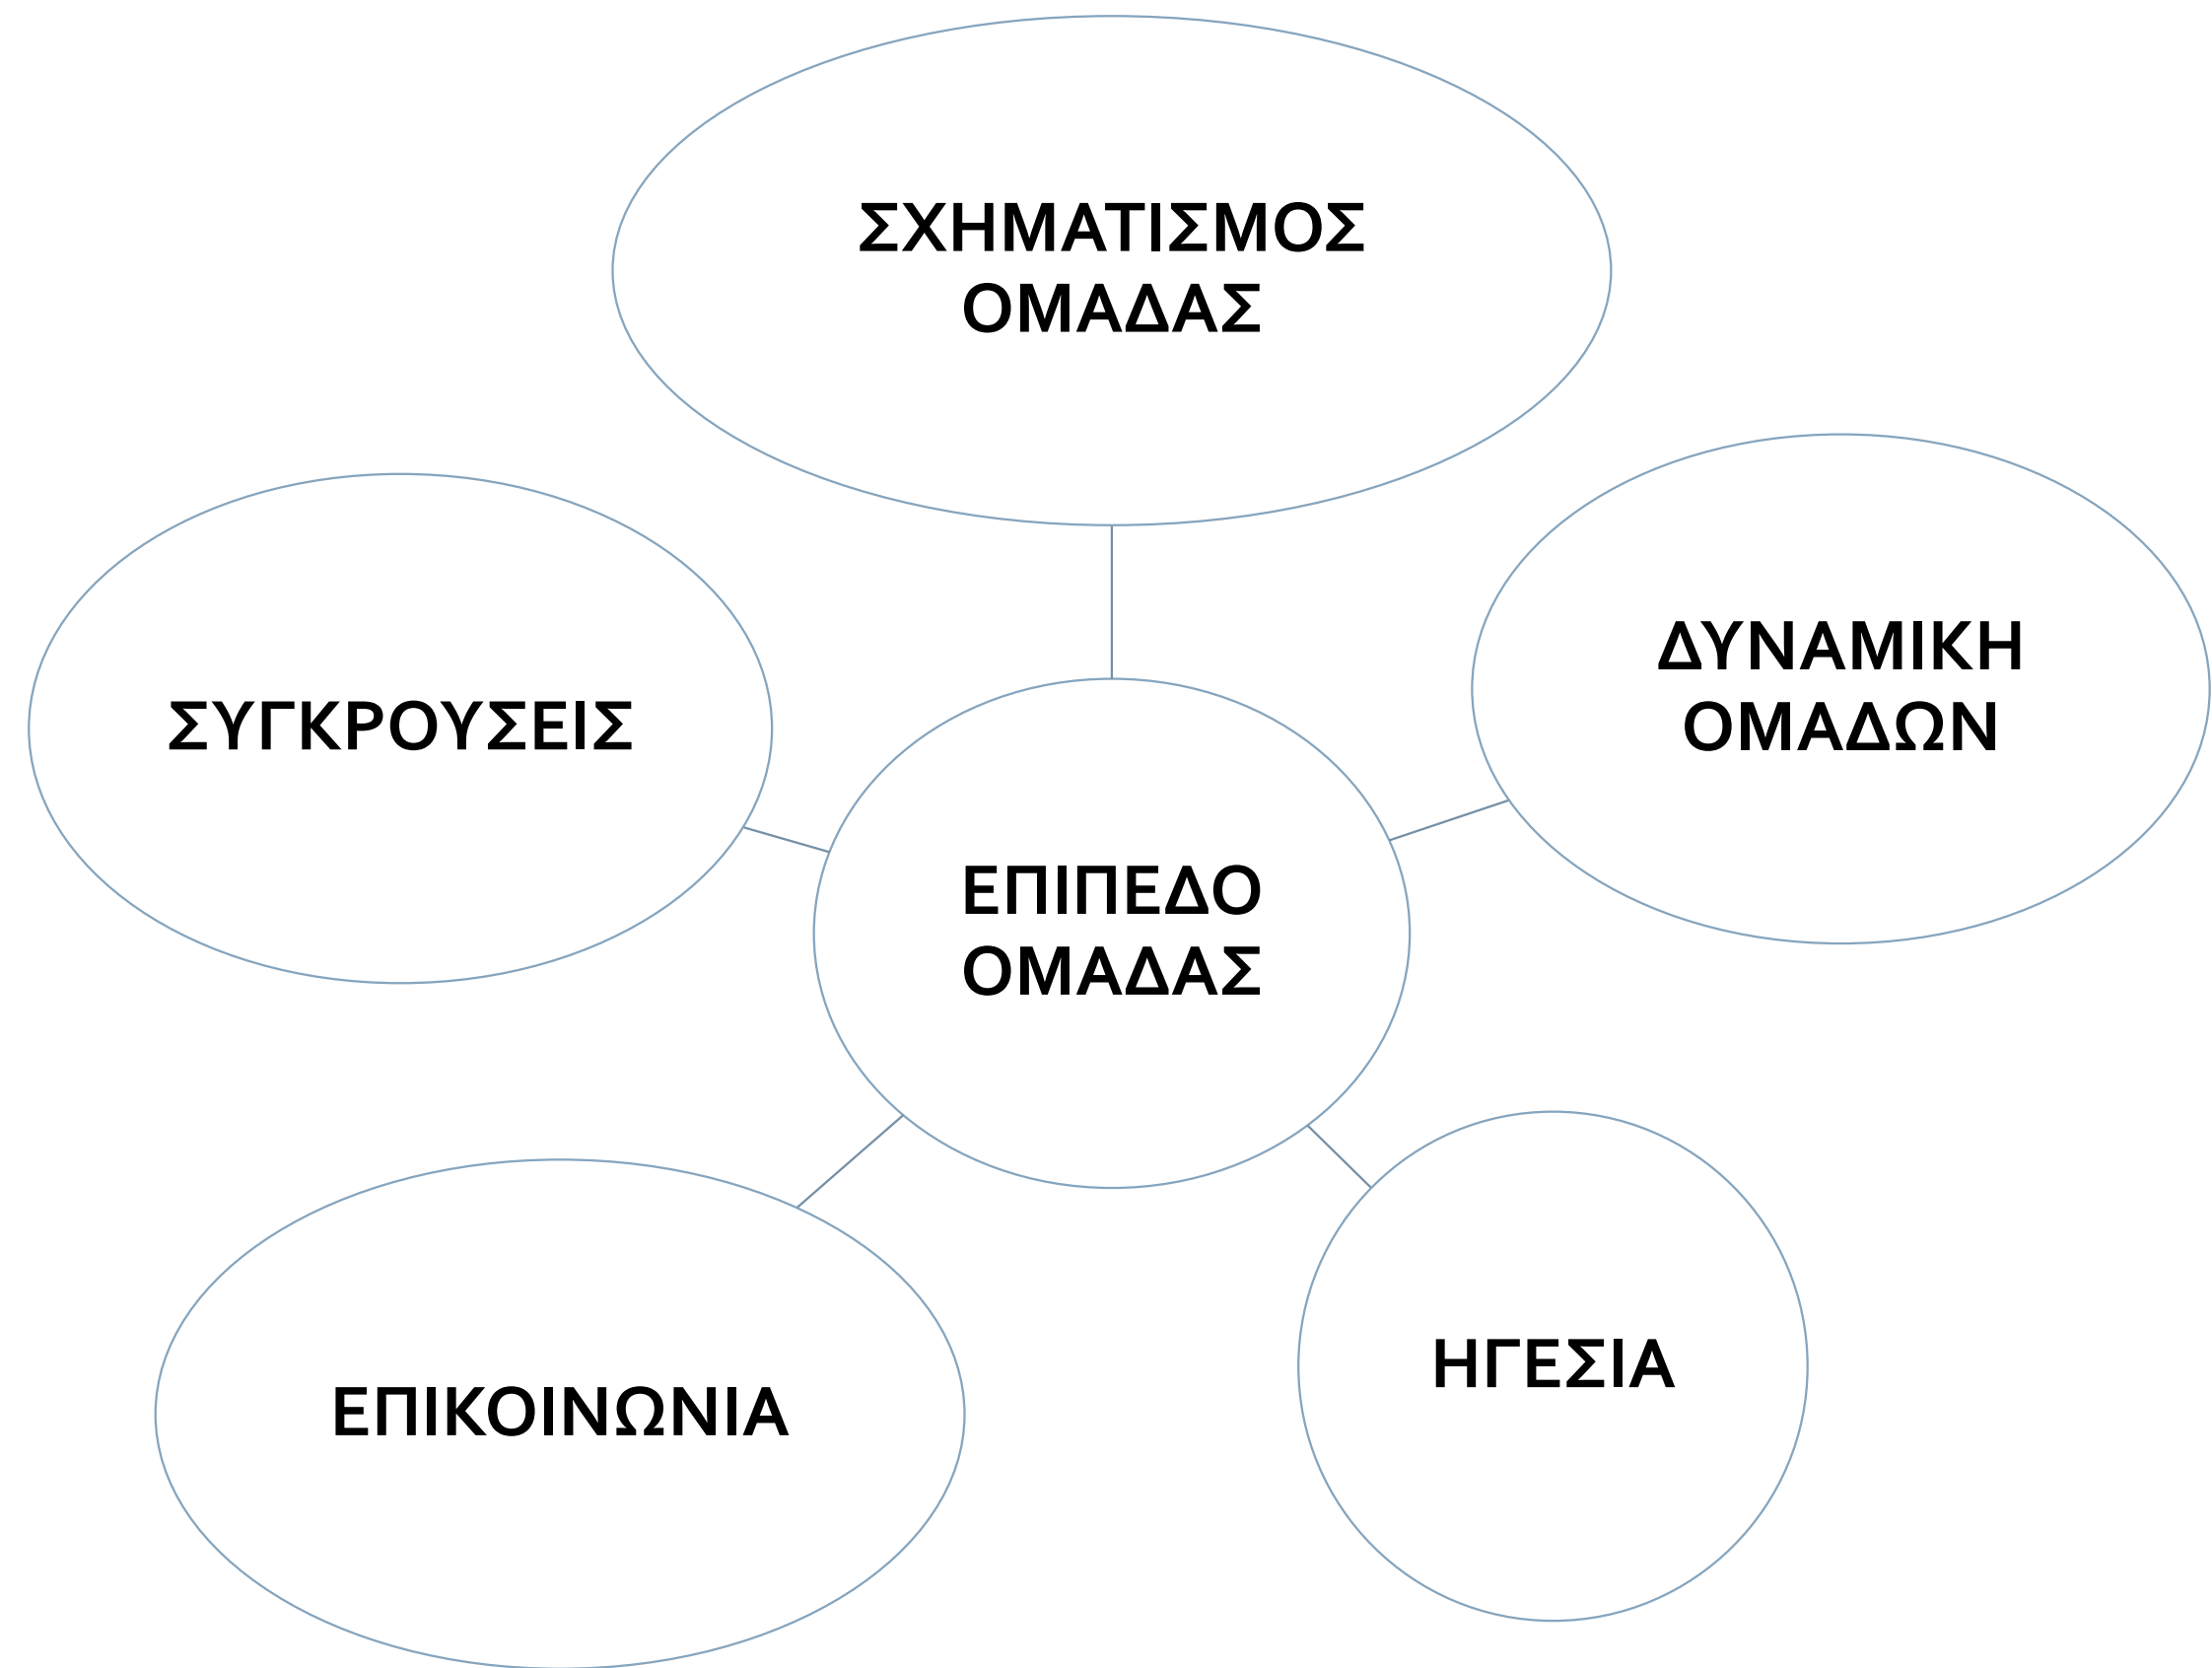 ΣΧΗΜΑΤΙΣΜΟΣ
ΟΜΑΔΑΣ
ΔΥΝΑΜΙΚΗ
ΟΜΑΔΩΝ
ΣΥΓΚΡΟΥΣΕΙΣ
ΕΠΙΠΕΔΟ
ΟΜΑΔΑΣ
ΗΓΕΣΙΑ
ΕΠΙΚΟΙΝΩΝΙΑ